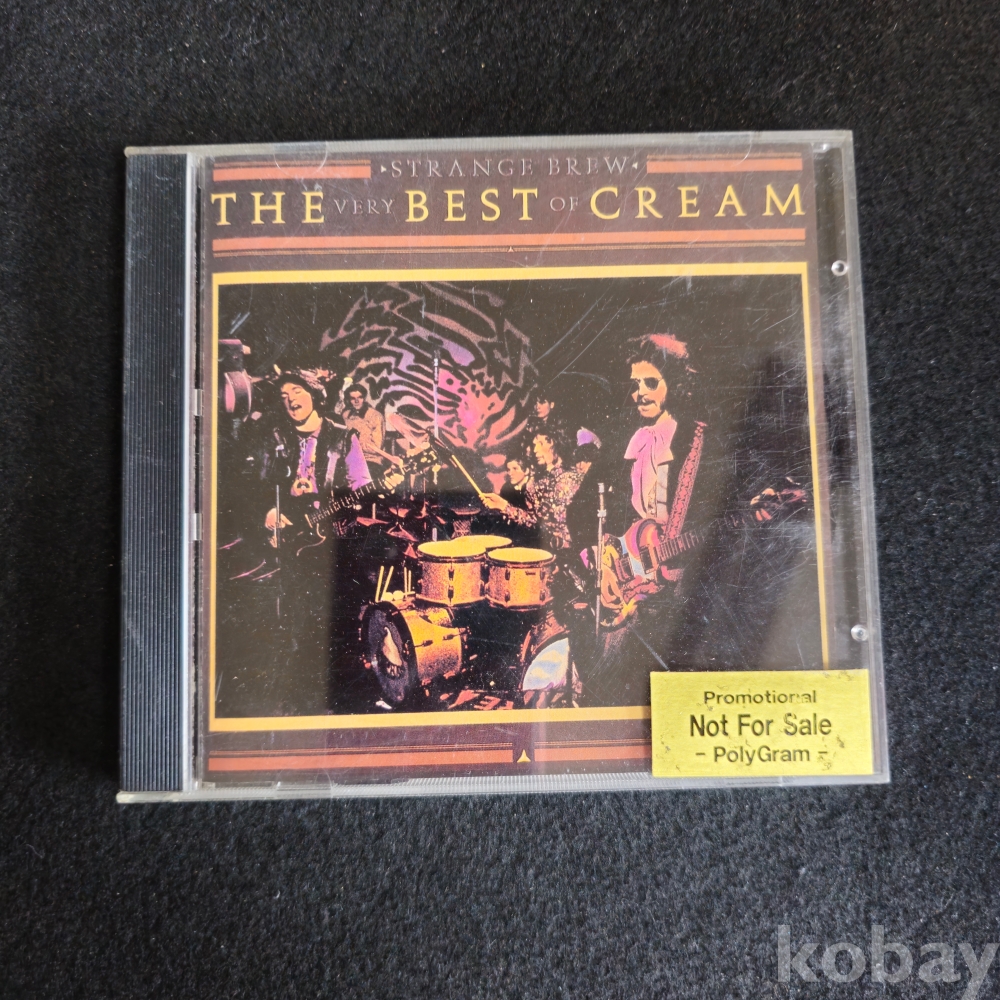 STRANGE BREW
THE VERY BEST OF CREAM
Promotional
Not For Sale
- PolyGram -
kobay